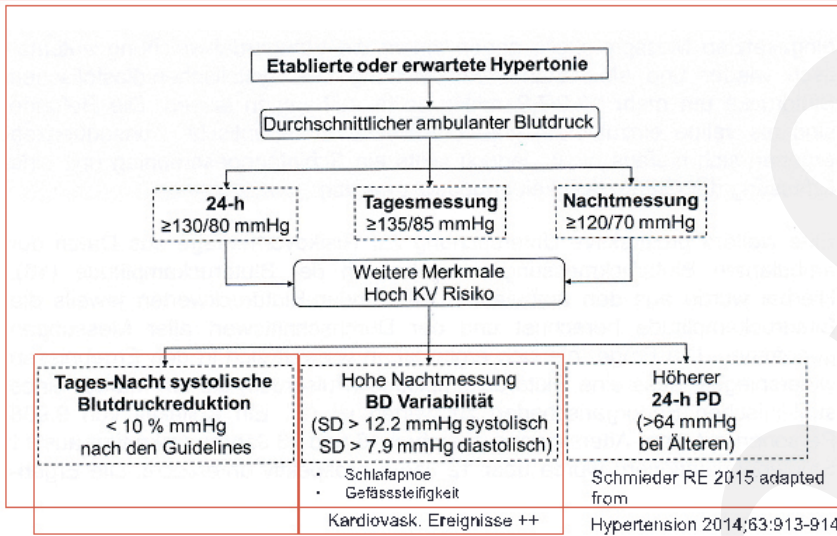 Etablierte oder erwartete Hypertonie
Durchschnittlicher ambulanter Blutdruck
24-h
≥130/80 mmHg
Tagesmessung
≥135/85 mmHg
Nachtmessung
≥120/70 mmHg
Weitere Merkmale
Hoch KV Risiko
Tages-Nacht systolische
Blutdruckreduktion
< 10 % mmHg
nach den Guidelines
Hohe Nachtmessung
BD Variabilität
(SD > 12.2 mmHg systolisch
SD > 7.9 mmHg diastolisch)
Höherer
24-h PD
(>64 mmHg
bei Älteren)
• Schlafapnoe
• Gefässsteifigkeit
Kardiovask. Ereignisse ++
Schmieder RE 2015 adapted
from
Hypertension 2014;63:913-914